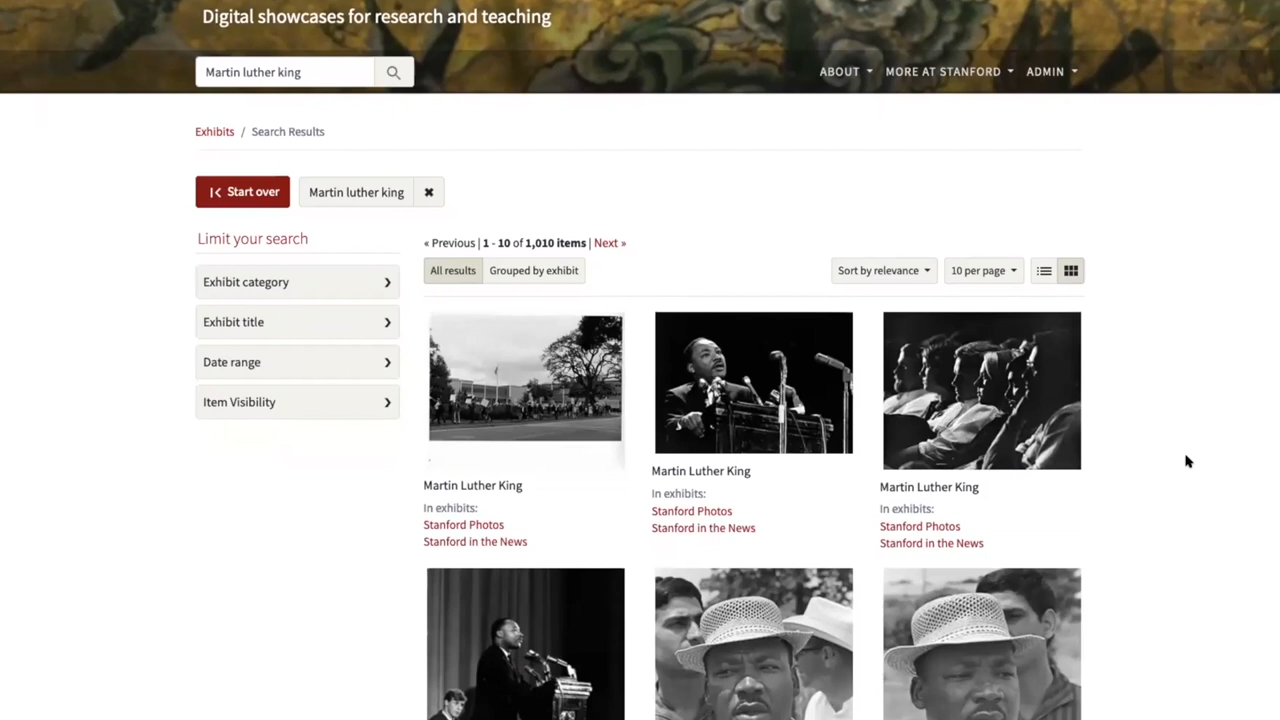 Digital showcases for research and teaching
Martin luther king
ABOUT MORE AT STANFORD ADMIN
Exhibits / Search Results
Start over
Martin luther king ✖
Limit your search
Exhibit category
Exhibit title
Date range
Item Visibility
« Previous | 1 - 10 of 1,010 items | Next »
All results Grouped by exhibit
Sort by relevance
10 per page
Martin Luther King
In exhibits:
Stanford Photos
Stanford in the News
Martin Luther King
In exhibits:
Stanford Photos
Stanford in the News
Martin Luther King
In exhibits:
Stanford Photos
Stanford in the News